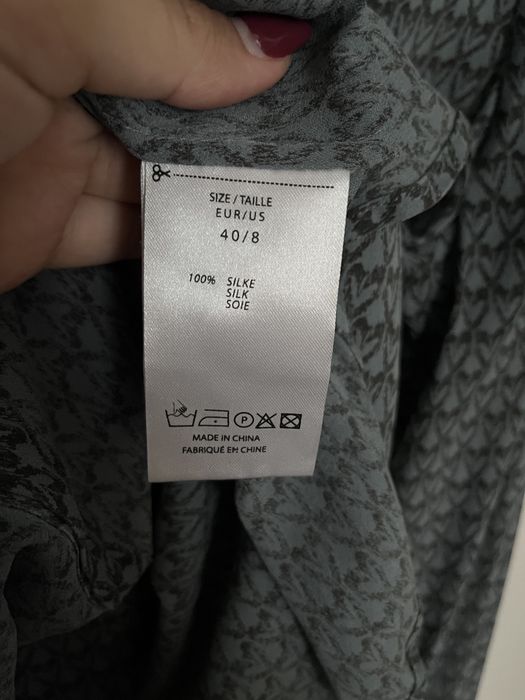 SIZE / TAILLE
EUR/US
40/8
100% SILKE
SILK
SOIE
P
MADE IN CHINA
FABRIQUÉ EN CHINE